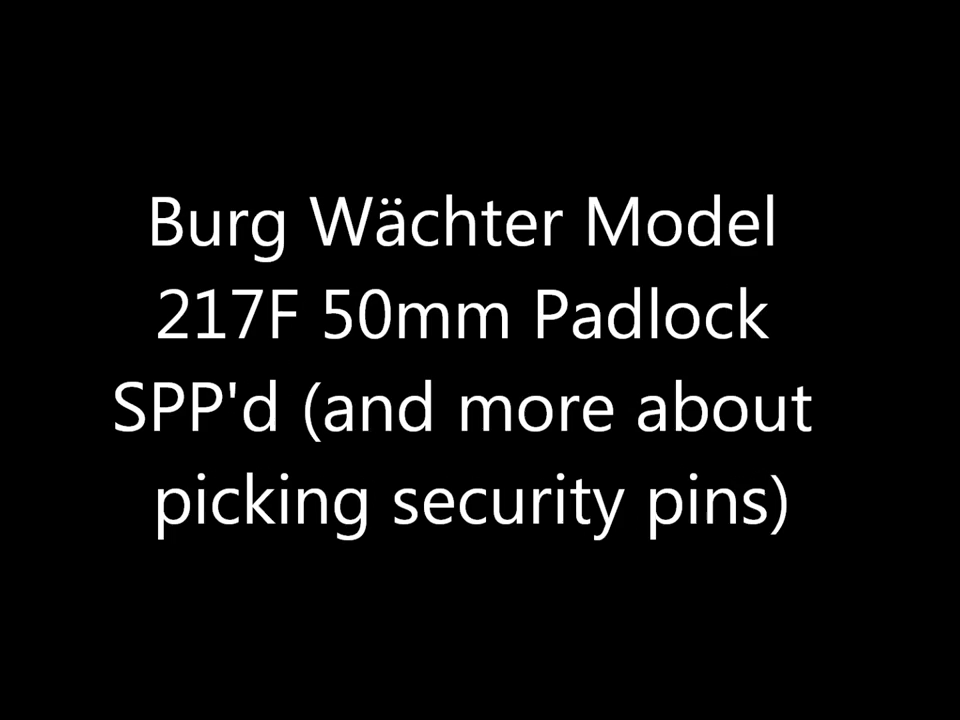 Burg Wächter Model
217F 50mm Padlock
SPP'd (and more about
picking security pins)